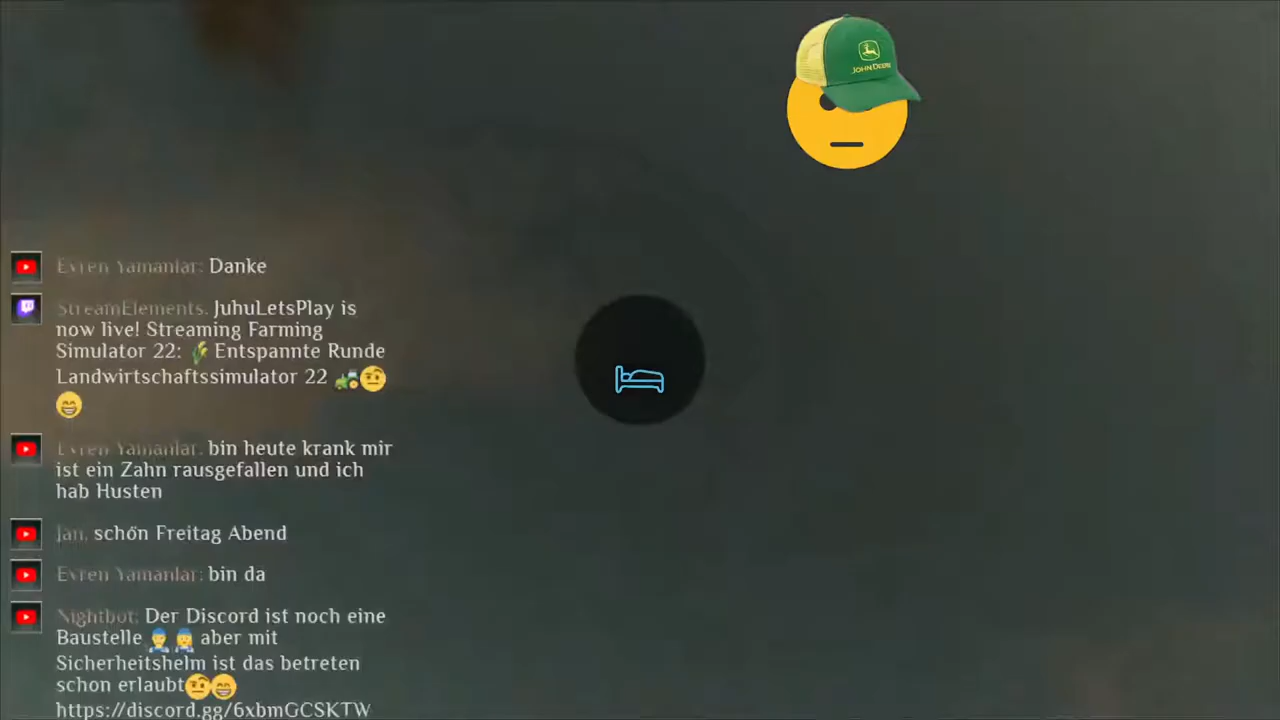 JOHN DEERE
Evren Yamanlar: Danke
StreamElements: JuhuLetsPlay is
now live! Streaming Farming
Simulator 22: 🌾 Entspannte Runde
Landwirtschaftssimulator 22 🚜🤨
😁
Evren Yamanlar: bin heute krank mir
ist ein Zahn rausgefallen und ich
hab Husten
Jan: schön Freitag Abend
Evren Yamanlar: bin da
Nightbot: Der Discord ist noch eine
Baustelle 👷‍♂️👷‍♀️ aber mit
Sicherheitshelm ist das betreten
schon erlaubt🤨😁
https://discord.gg/6xbmGCSKTW